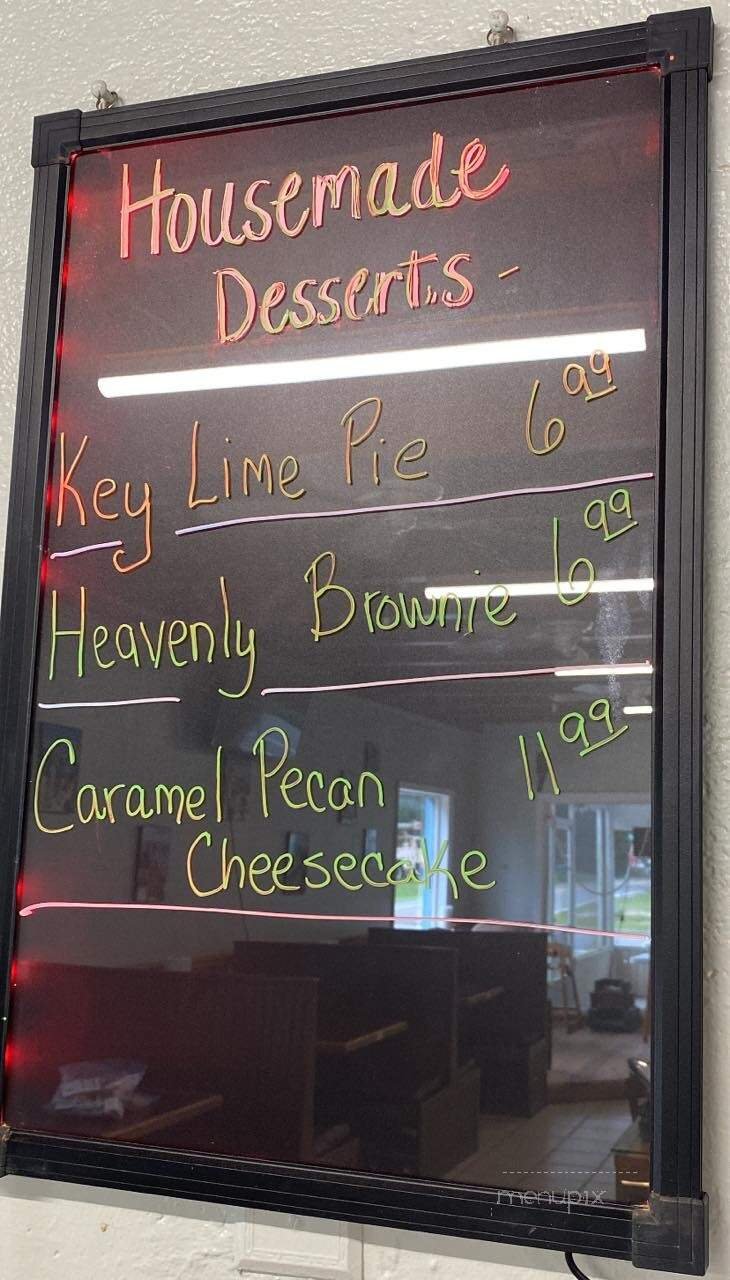 Housemade
Desserts -
Key Lime Pie 6 99
Heavenly Brownie 6 99
Caramel Pecan 11 99
Cheesecake
menupix